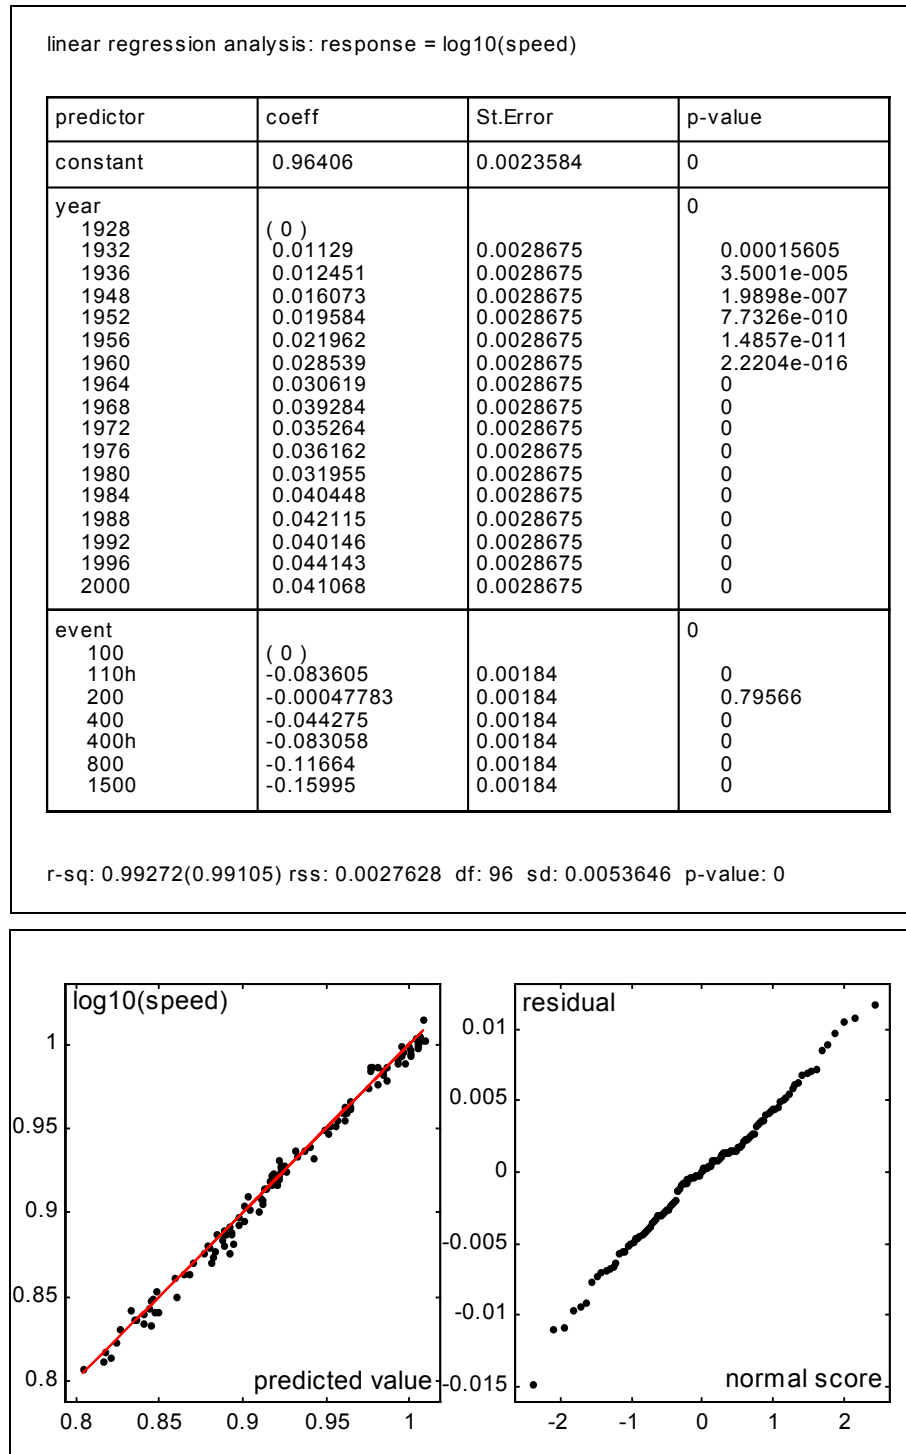 linear regression analysis: response = log10(speed)
predictor coeff St.Error p-value
constant 0.96406 0.0023584 0
year 0
1928 ( 0 )
1932 0.01129 0.0028675 0.00015605
1936 0.012451 0.0028675 3.5001e-005
1948 0.016073 0.0028675 1.9898e-007
1952 0.019584 0.0028675 7.7326e-010
1956 0.021962 0.0028675 1.4857e-011
1960 0.028539 0.0028675 2.2204e-016
1964 0.030619 0.0028675 0
1968 0.039284 0.0028675 0
1972 0.035264 0.0028675 0
1976 0.036162 0.0028675 0
1980 0.031955 0.0028675 0
1984 0.040448 0.0028675 0
1988 0.042115 0.0028675 0
1992 0.040146 0.0028675 0
1996 0.044143 0.0028675 0
2000 0.041068 0.0028675 0
event 0
100 ( 0 )
110h -0.083605 0.00184 0
200 -0.00047783 0.00184 0.79566
400 -0.044275 0.00184 0
400h -0.083058 0.00184 0
800 -0.11664 0.00184 0
1500 -0.15995 0.00184 0
r-sq: 0.99272(0.99105) rss: 0.0027628 df: 96 sd: 0.0053646 p-value: 0
log10(speed)
1
0.95
0.9
0.85
0.8
predicted value
0.8 0.85 0.9 0.95 1
residual
0.01
0.005
0
-0.005
-0.01
-0.015
normal score
-2 -1 0 1 2